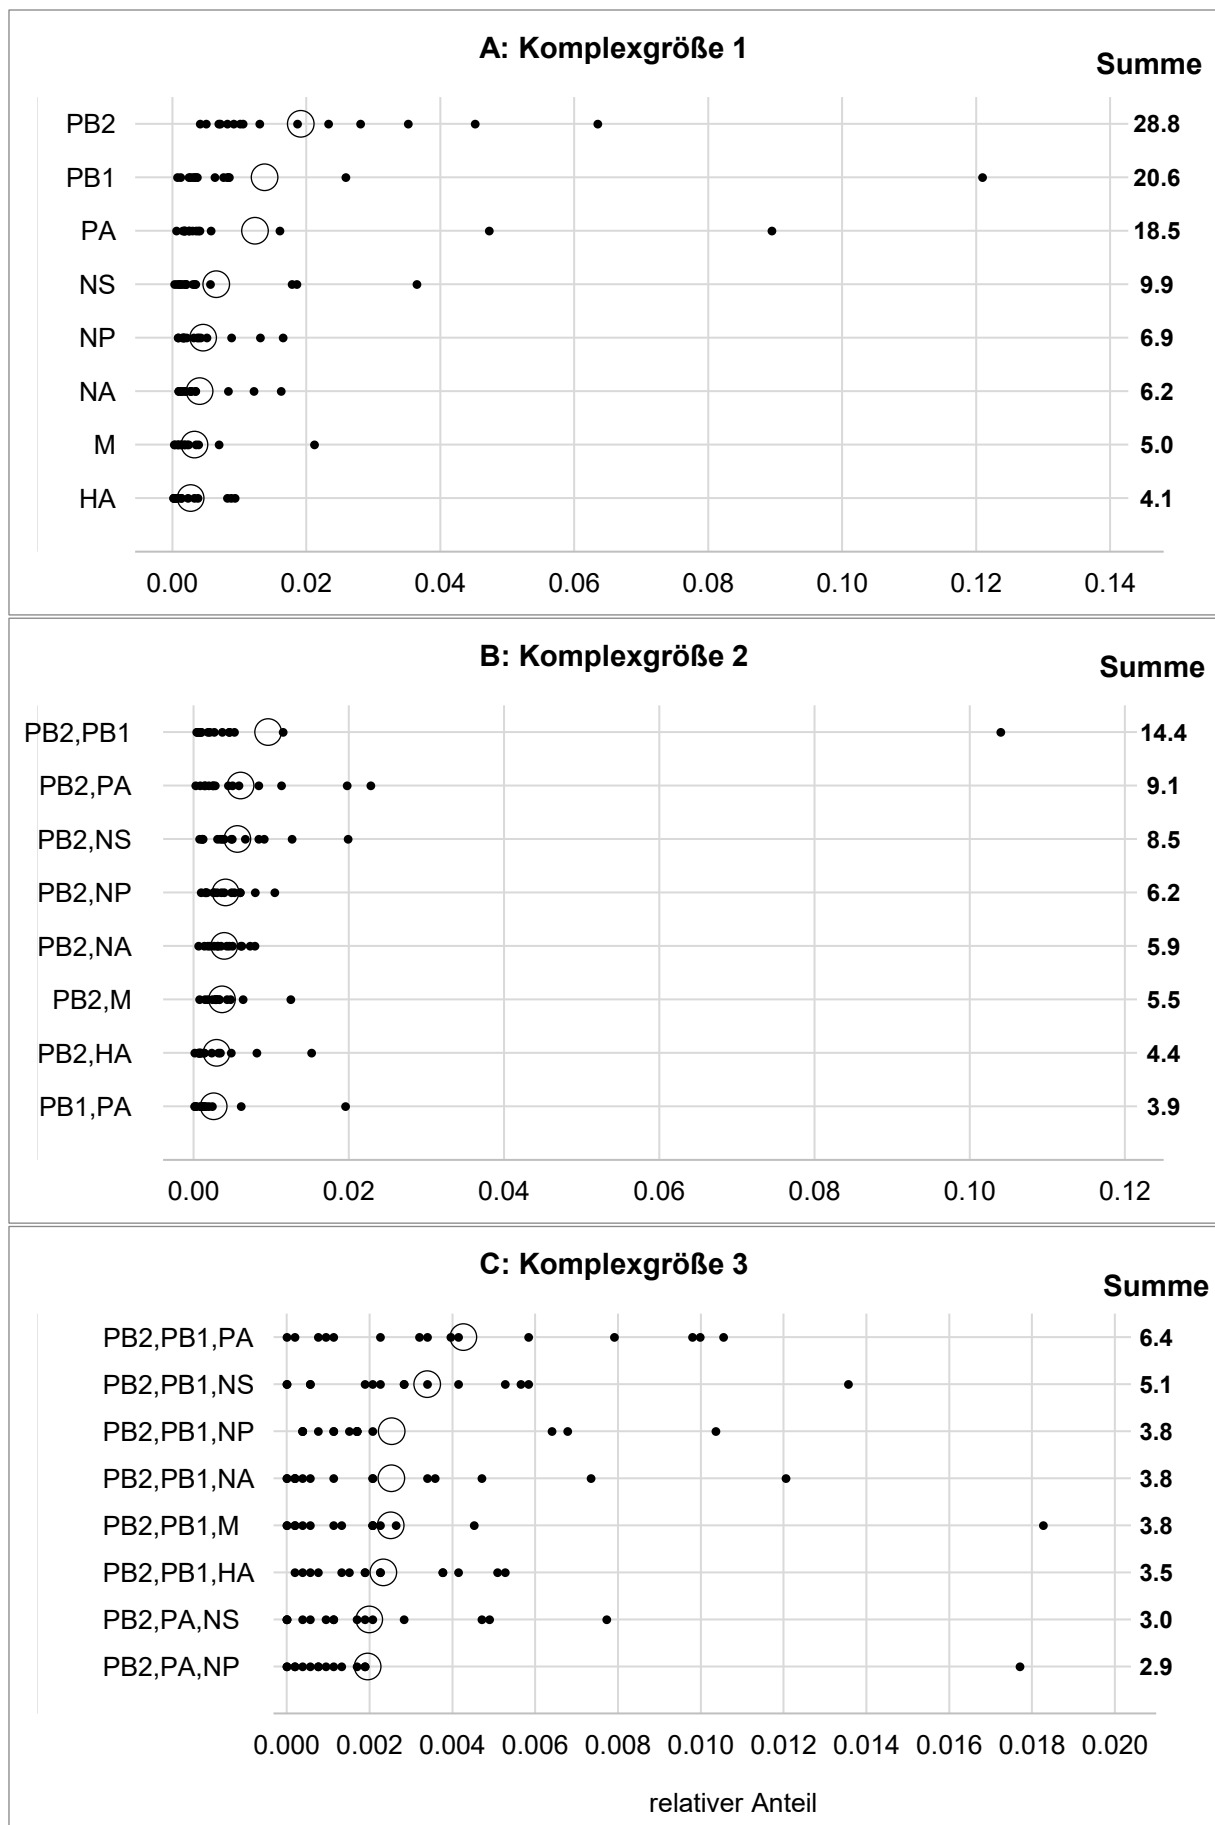 A: Komplexgröße 1
Summe
PB2 28.8
PB1 20.6
PA 18.5
NS 9.9
NP 6.9
NA 6.2
M 5.0
HA 4.1
0.00 0.02 0.04 0.06 0.08 0.10 0.12 0.14
B: Komplexgröße 2
Summe
PB2,PB1 14.4
PB2,PA 9.1
PB2,NS 8.5
PB2,NP 6.2
PB2,NA 5.9
PB2,M 5.5
PB2,HA 4.4
PB1,PA 3.9
0.00 0.02 0.04 0.06 0.08 0.10 0.12
C: Komplexgröße 3
Summe
PB2,PB1,PA 6.4
PB2,PB1,NS 5.1
PB2,PB1,NP 3.8
PB2,PB1,NA 3.8
PB2,PB1,M 3.8
PB2,PB1,HA 3.5
PB2,PA,NS 3.0
PB2,PA,NP 2.9
0.000 0.002 0.004 0.006 0.008 0.010 0.012 0.014 0.016 0.018 0.020
relativer Anteil